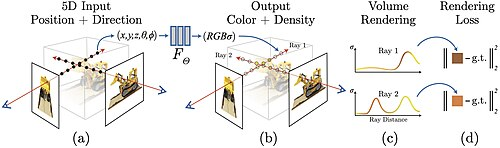 5D Input
Position + Direction
Output
Color + Density
Volume
Rendering
Rendering
Loss
(x,y,z,θ,ϕ)
F_Θ
(RGBσ)
Ray 1
Ray 2
σ
Ray 1
σ
Ray 2
Ray Distance
‖ - g.t. ‖₂²
‖ - g.t. ‖₂²
(a)
(b)
(c)
(d)